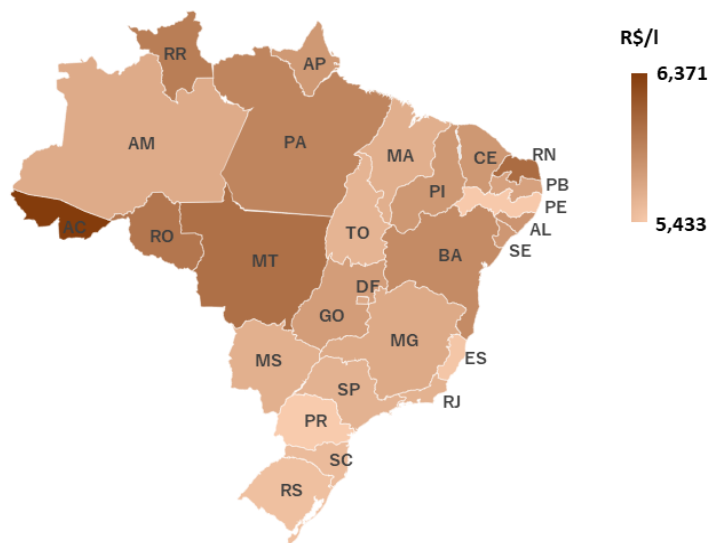 R$/l
6,371
5,433
RR
AP
AM
PA
MA
CE
RN
PB
PE
PI
AL
SE
AC
RO
TO
MT
BA
DF
GO
MG
ES
MS
SP
RJ
PR
SC
RS